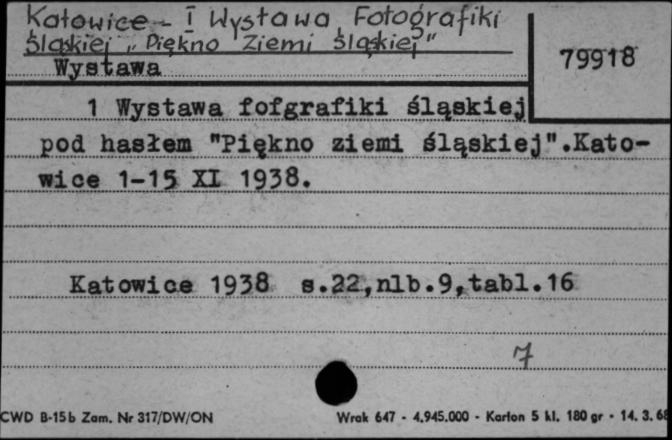 Katowice - I Wystawa Fotografiki
Śląskiej „Piękno Ziemi śląskiej"
79918
Wystawa
1 Wystawa fofgrafiki śląskiej
pod hasłem "Piękno ziemi śląskiej".Kato-
wice 1-15 XI 1938.
Katowice 1938 s.22,nlb.9,tabl.16
7
CWD B-15b Zam. Nr 317/DW/ON
Wrak 647 - 4.945.000 - Karton 5 kl. 180 gr - 14. 3. 68